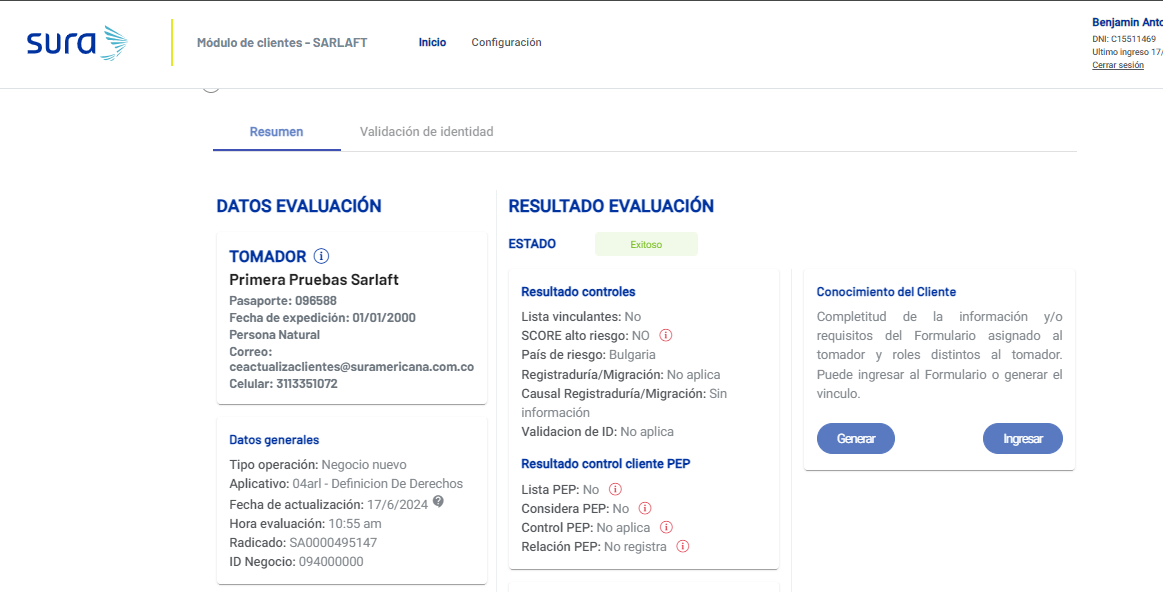 sura
Módulo de clientes - SARLAFT
Inicio
Configuración
Benjamin Anto
DNI: C15511469
Ultimo ingreso 17/
Cerrar sesión
Resumen
Validación de identidad
DATOS EVALUACIÓN
TOMADOR
Primera Pruebas Sarlaft
Pasaporte: 096588
Fecha de expedición: 01/01/2000
Persona Natural
Correo:
ceactualizaclientes@suramericana.com.co
Celular: 3113351072
Datos generales
Tipo operación: Negocio nuevo
Aplicativo: 04arl - Definicion De Derechos
Fecha de actualización: 17/6/2024
Hora evaluación: 10:55 am
Radicado: SA0000495147
ID Negocio: 094000000
RESULTADO EVALUACIÓN
ESTADO
Exitoso
Resultado controles
Lista vinculantes: No
SCORE alto riesgo: NO
País de riesgo: Bulgaria
Registraduría/Migración: No aplica
Causal Registraduría/Migración: Sin
información
Validacion de ID: No aplica
Resultado control cliente PEP
Lista PEP: No
Considera PEP: No
Control PEP: No aplica
Relación PEP: No registra
Conocimiento del Cliente
Completitud de la información y/o
requisitos del Formulario asignado al
tomador y roles distintos al tomador.
Puede ingresar al Formulario o generar el
vinculo.
Generar
Ingresar